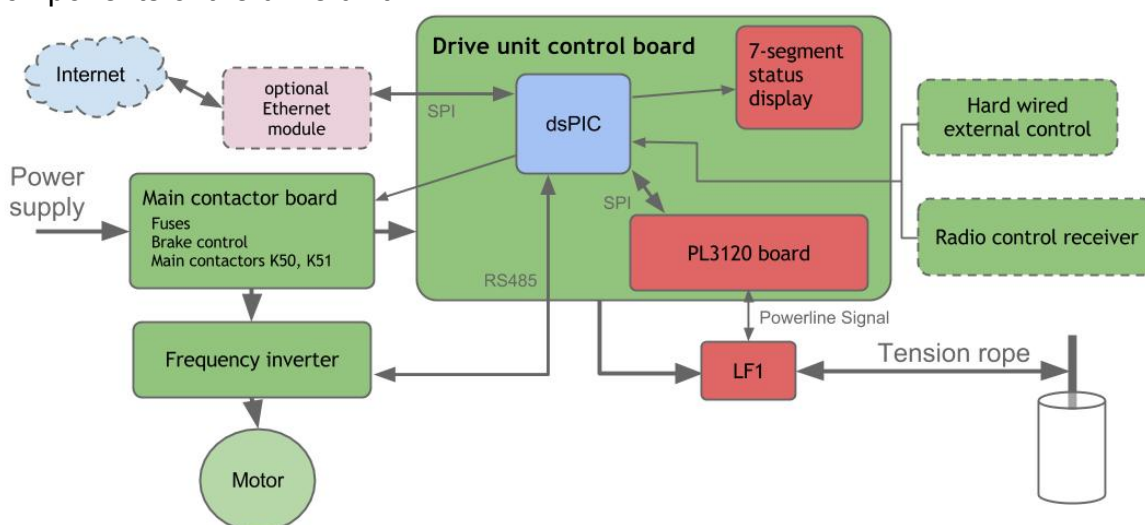 Drive unit control board
7-segment
status
display
Internet
optional
Ethernet
module
SPI
dsPIC
Hard wired
external control
Power
supply
Main contactor board
Fuses
Brake control
Main contactors K50, K51
SPI
PL3120 board
Radio control receiver
RS485
Powerline Signal
Frequency inverter
LF1
Tension rope
Motor